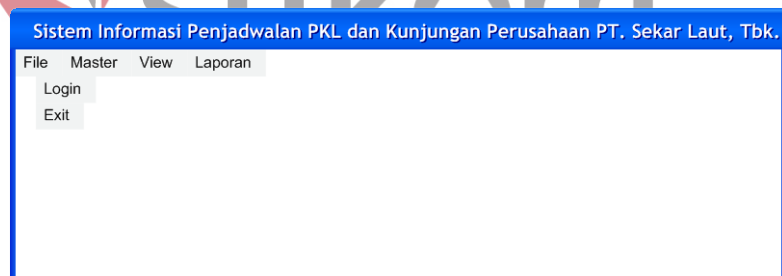 Sistem Informasi Penjadwalan PKL dan Kunjungan Perusahaan PT. Sekar Laut, Tbk.
File Master View Laporan
Login
Exit